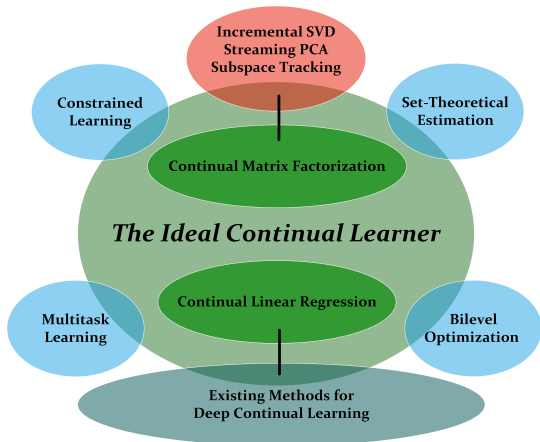 Incremental SVD
Streaming PCA
Subspace Tracking
Constrained
Learning
Set-Theoretical
Estimation
Continual Matrix Factorization
The Ideal Continual Learner
Continual Linear Regression
Multitask
Learning
Bilevel
Optimization
Existing Methods for
Deep Continual Learning